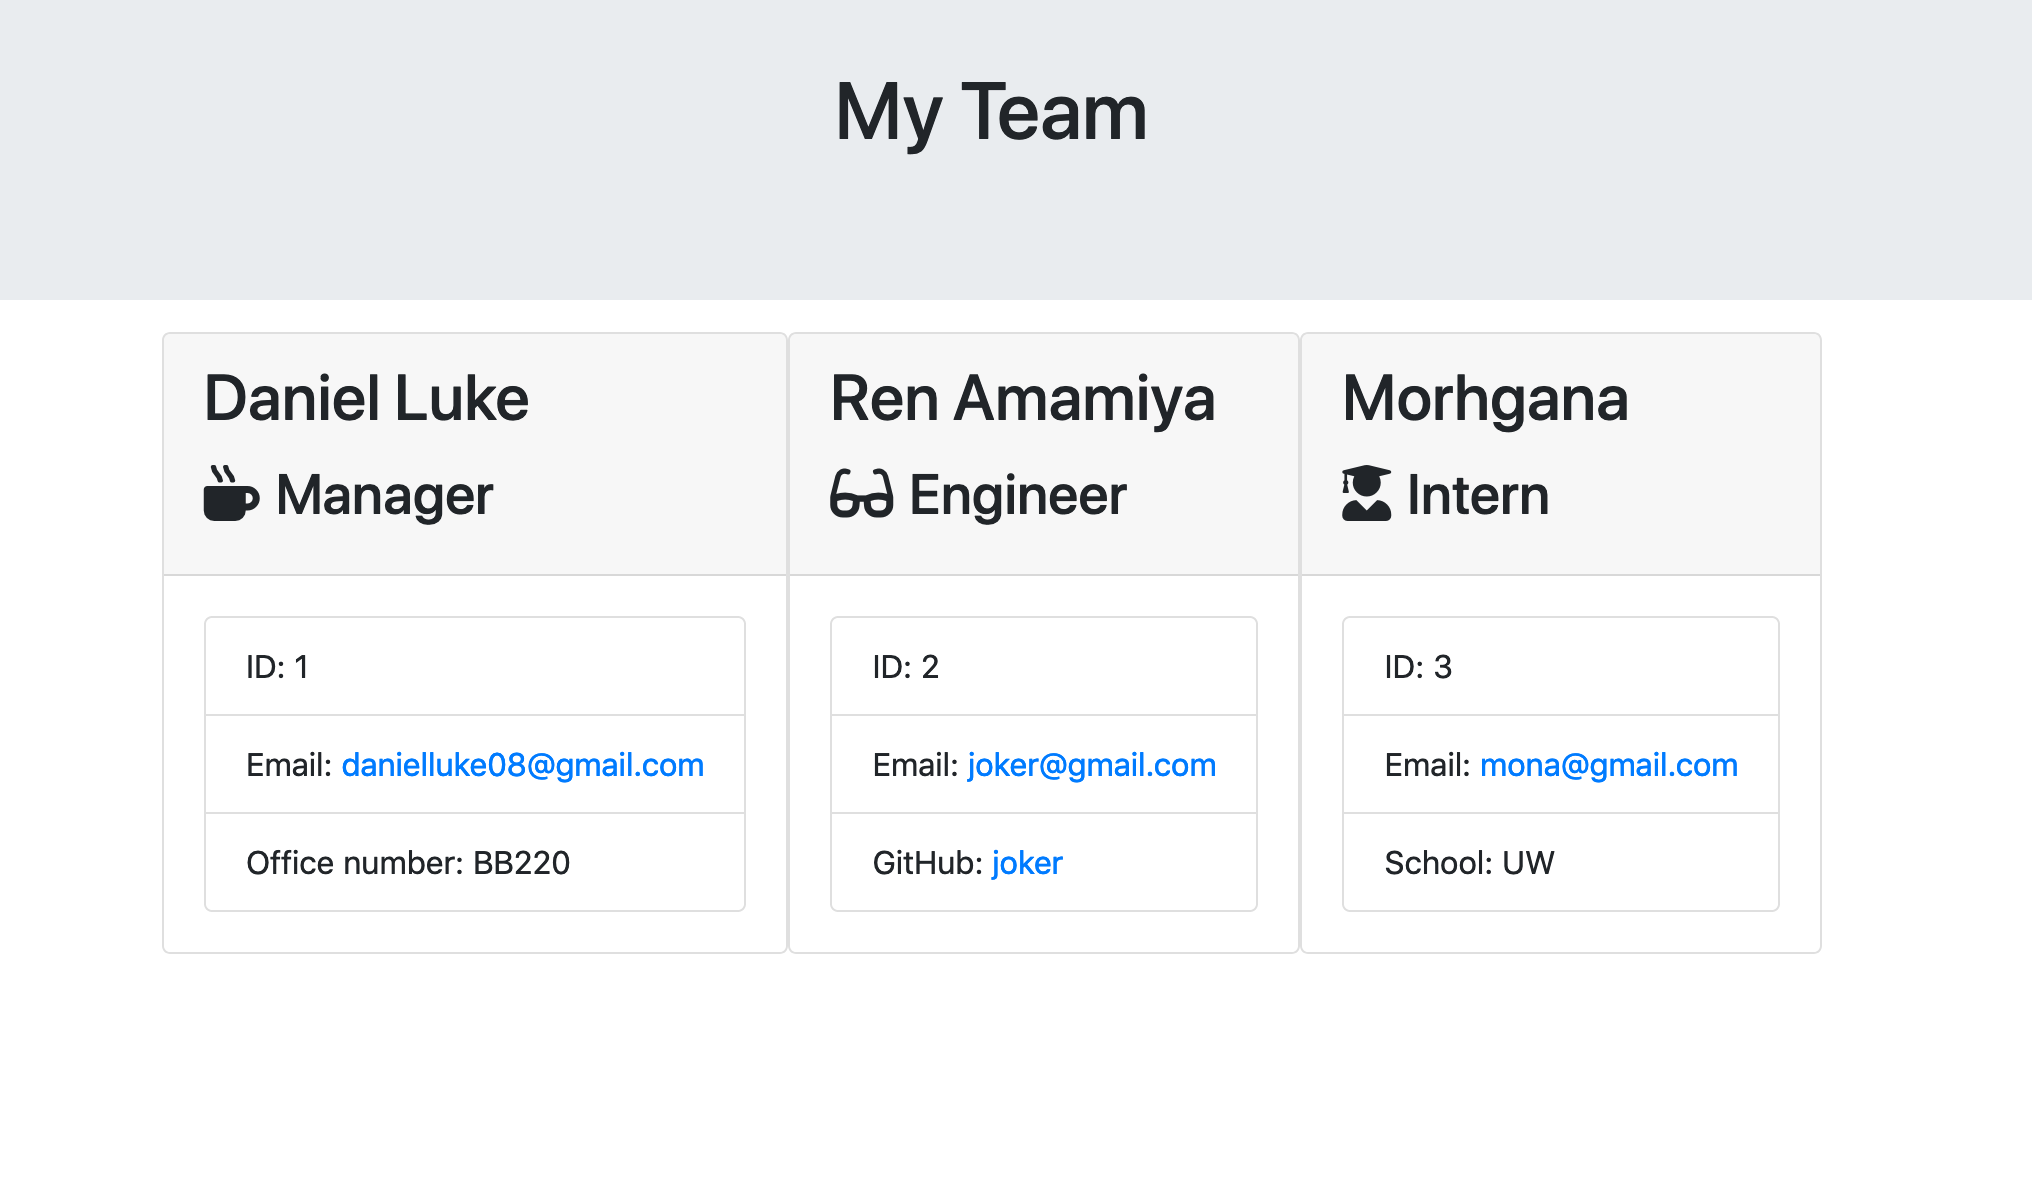 My Team
Daniel Luke
Manager
ID: 1
Email: danielluke08@gmail.com
Office number: BB220
Ren Amamiya
Engineer
ID: 2
Email: joker@gmail.com
GitHub: joker
Morhgana
Intern
ID: 3
Email: mona@gmail.com
School: UW